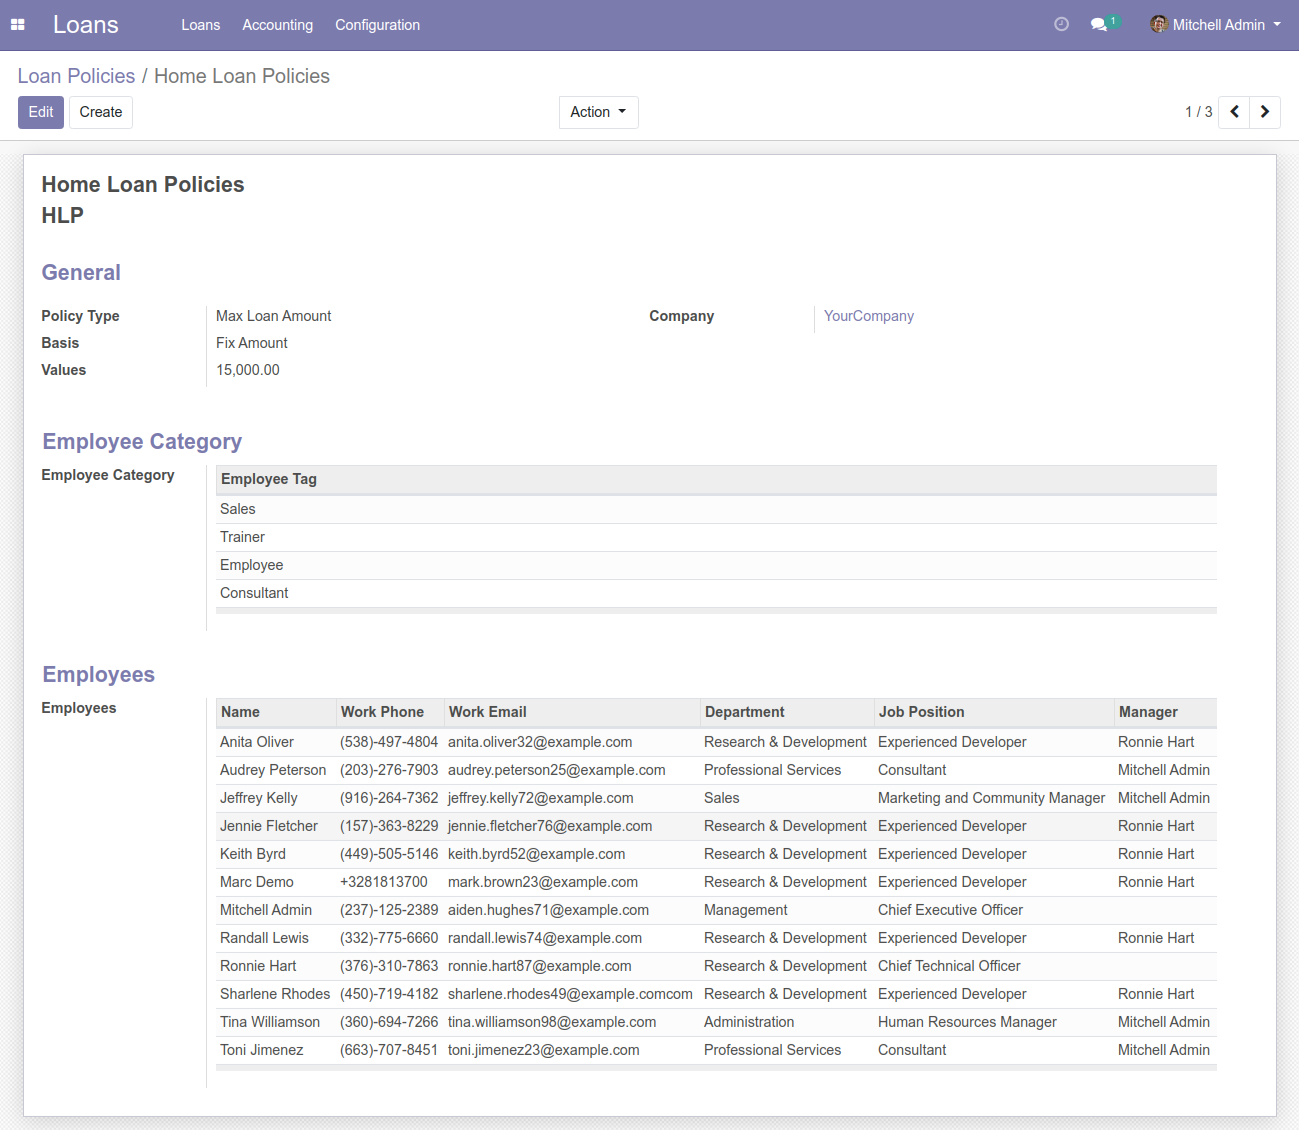 Loans Loans Accounting Configuration 1 Mitchell Admin
Loan Policies / Home Loan Policies
Edit Create Action 1 / 3
Home Loan Policies
HLP
General
Policy Type Max Loan Amount Company YourCompany
Basis Fix Amount
Values 15,000.00
Employee Category
Employee Category Employee Tag
Sales
Trainer
Employee
Consultant
Employees
Employees Name Work Phone Work Email Department Job Position Manager
Anita Oliver (538)-497-4804 anita.oliver32@example.com Research & Development Experienced Developer Ronnie Hart
Audrey Peterson (203)-276-7903 audrey.peterson25@example.com Professional Services Consultant Mitchell Admin
Jeffrey Kelly (916)-264-7362 jeffrey.kelly72@example.com Sales Marketing and Community Manager Mitchell Admin
Jennie Fletcher (157)-363-8229 jennie.fletcher76@example.com Research & Development Experienced Developer Ronnie Hart
Keith Byrd (449)-505-5146 keith.byrd52@example.com Research & Development Experienced Developer Ronnie Hart
Marc Demo +3281813700 mark.brown23@example.com Research & Development Experienced Developer Ronnie Hart
Mitchell Admin (237)-125-2389 aiden.hughes71@example.com Management Chief Executive Officer
Randall Lewis (332)-775-6660 randall.lewis74@example.com Research & Development Experienced Developer Ronnie Hart
Ronnie Hart (376)-310-7863 ronnie.hart87@example.com Research & Development Chief Technical Officer
Sharlene Rhodes (450)-719-4182 sharlene.rhodes49@example.comcom Research & Development Experienced Developer Ronnie Hart
Tina Williamson (360)-694-7266 tina.williamson98@example.com Administration Human Resources Manager Mitchell Admin
Toni Jimenez (663)-707-8451 toni.jimenez23@example.com Professional Services Consultant Mitchell Admin